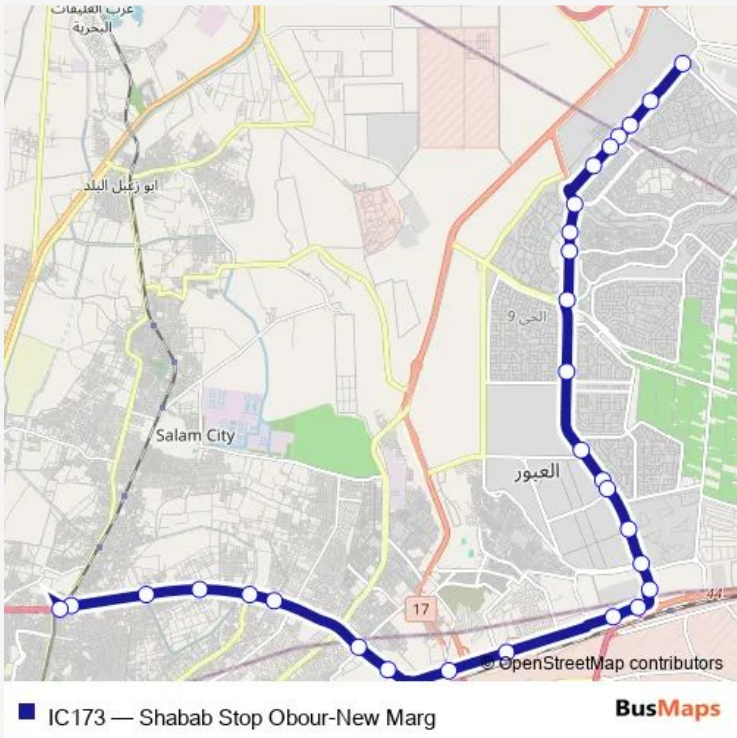 عرب العليقات
البحرية
ابو زعبل البلد
الحى 9
Salam City
العبور
17
44
© OpenStreetMap contributors
IC173 — Shabab Stop Obour-New Marg
BusMaps